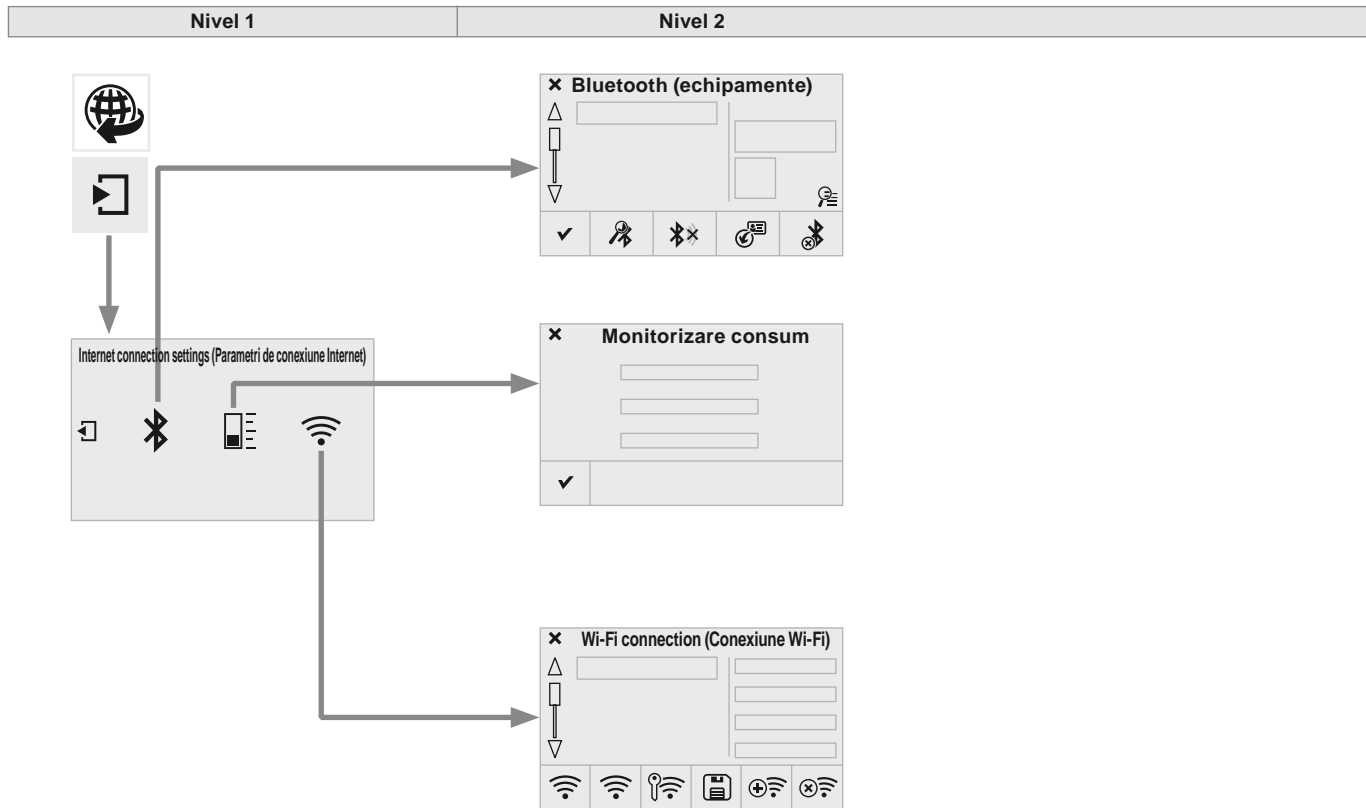 Nivel 1
Nivel 2
Bluetooth (echipamente)
Monitorizare consum
Internet connection settings (Parametri de conexiune Internet)
Wi-Fi connection (Conexiune Wi-Fi)